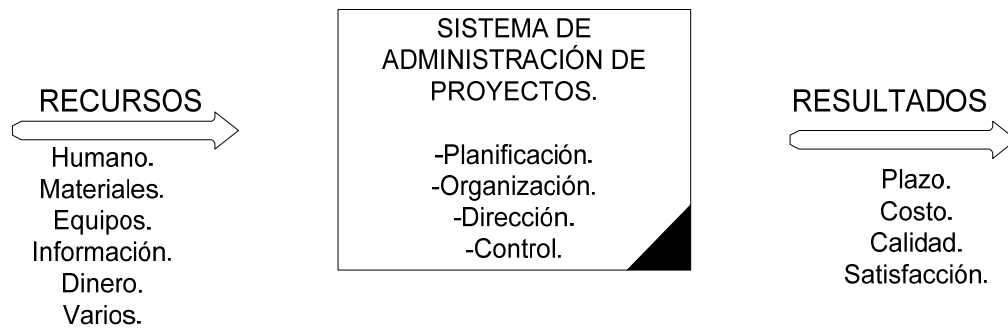 RECURSOS
Humano.
Materiales.
Equipos.
Información.
Dinero.
Varios.
SISTEMA DE
ADMINISTRACIÓN DE
PROYECTOS.
-Planificación.
-Organización.
-Dirección.
-Control.
RESULTADOS
Plazo.
Costo.
Calidad.
Satisfacción.